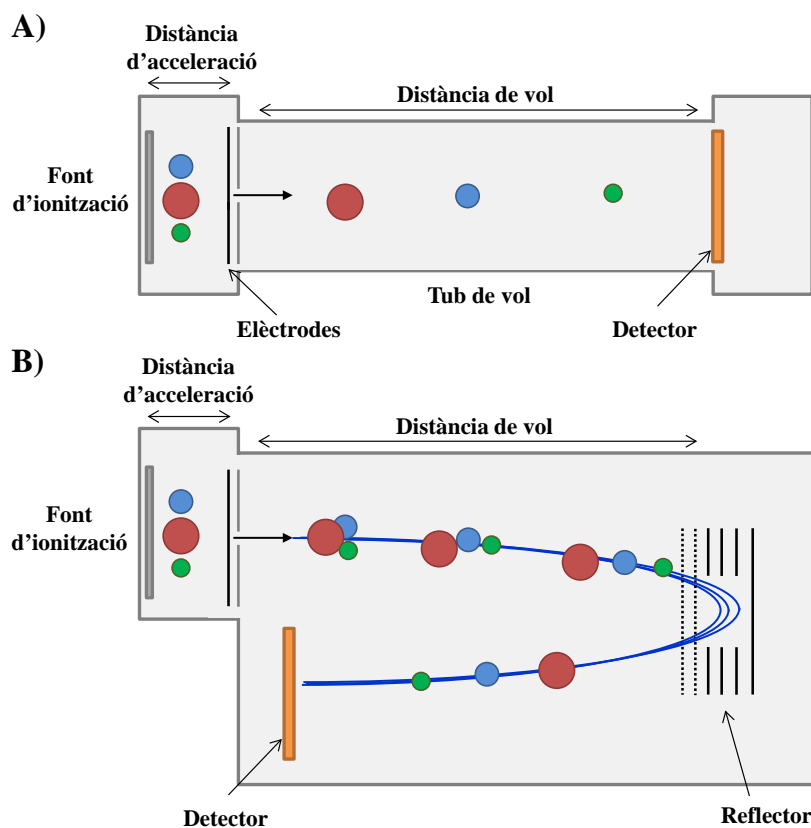 A)
Distància
d'acceleració
Distància de vol
Font
d'ionització
Tub de vol
Elèctrodes
Detector
B)
Distància
d'acceleració
Distància de vol
Font
d'ionització
Detector
Reflector